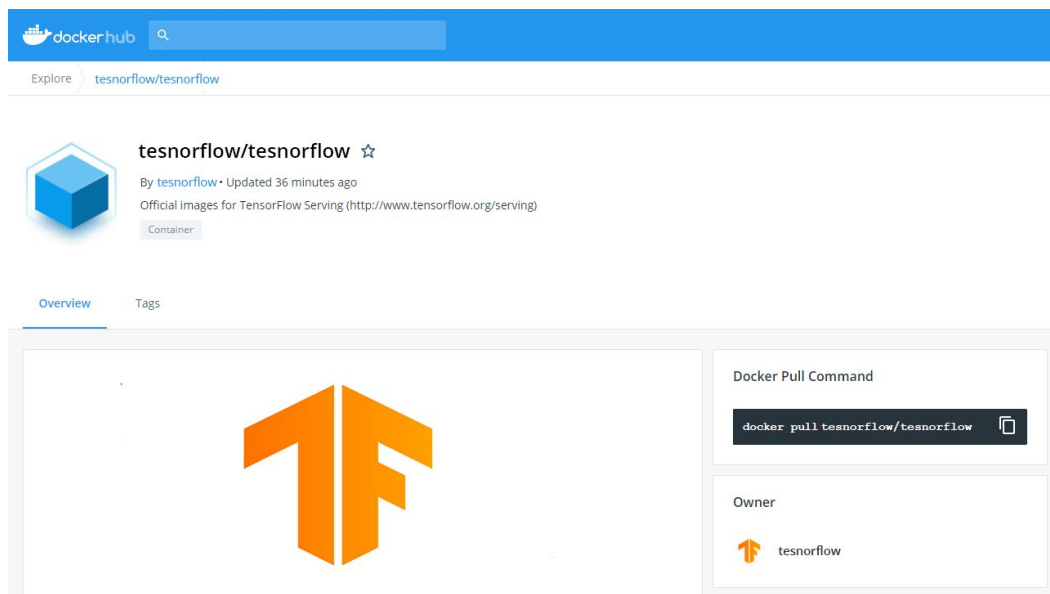 dockerhub
Explore tesnorflow/tesnorflow
tesnorflow/tesnorflow
By tesnorflow • Updated 36 minutes ago
Official images for TensorFlow Serving (http://www.tensorflow.org/serving)
Container
Overview Tags
Docker Pull Command
docker pull tesnorflow/tesnorflow
Owner
tesnorflow